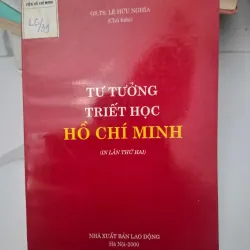 GS.TS. LÊ HỮU NGHĨA
(Chủ biên)
TƯ TƯỞNG
TRIẾT HỌC
HỒ CHÍ MINH
(IN LẦN THỨ HAI)
NHÀ XUẤT BẢN LAO ĐỘNG
Hà Nội-2000